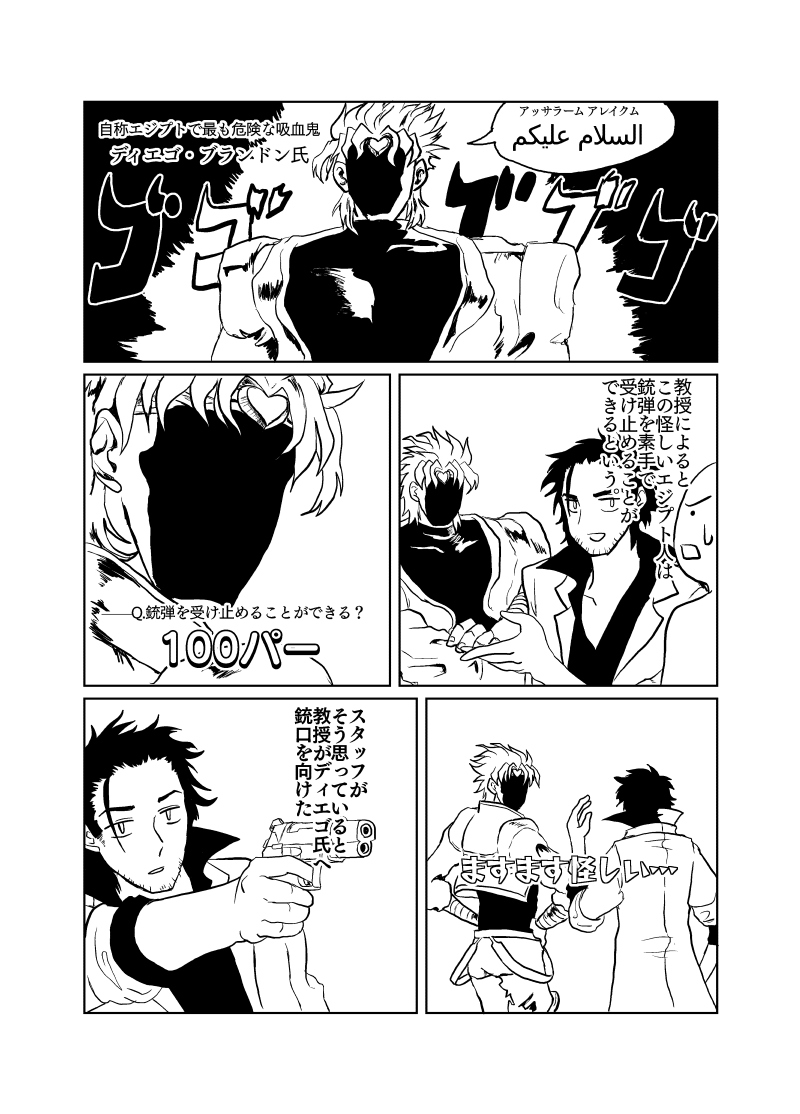 アッサラーム アレイクム
السلام عليكم
自称エジプトで最も危険な吸血鬼
ディエゴ・ブランドン氏
ゴゴゴゴゴ
教授によると
この怪しいエジプト人は
銃弾を素手で
受け止めることが
できるという。
――Q.銃弾を受け止めることができる?
100パー
ますます怪しい…
スタッフが
そう思っていると
教授がディエゴ氏へ
銃口を向けた